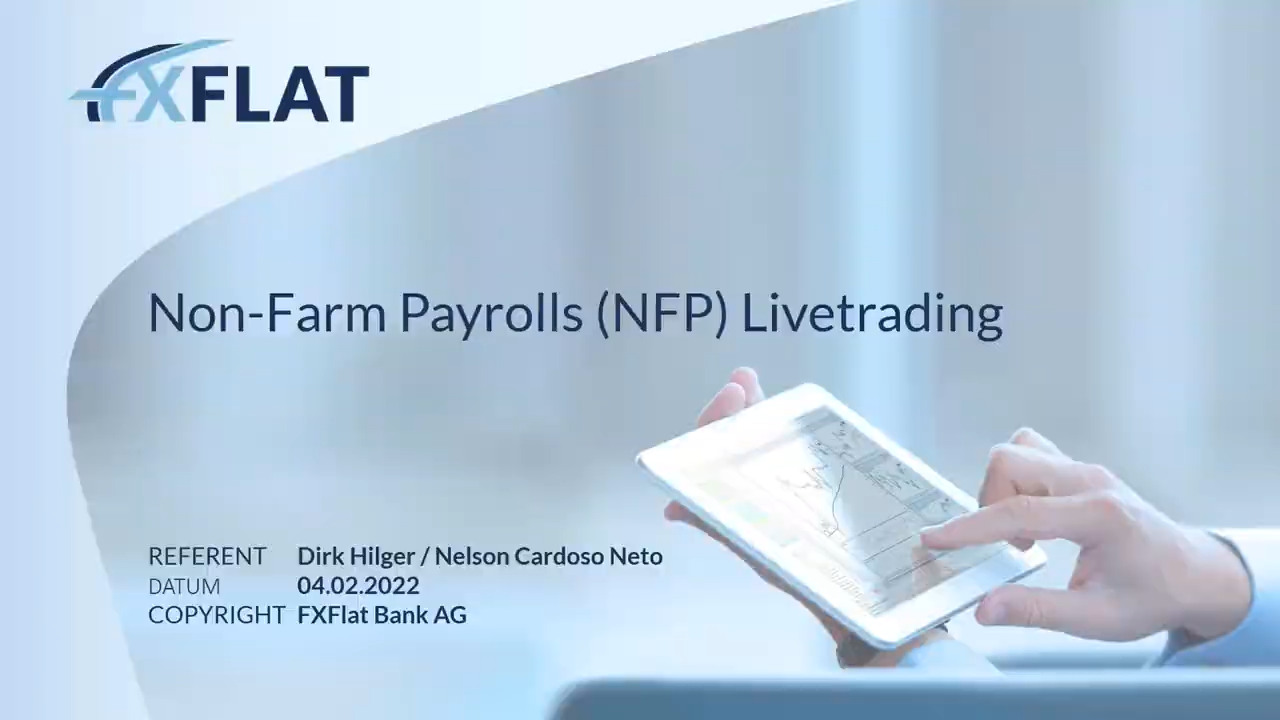 fxFLAT
Non-Farm Payrolls (NFP) Livetrading
REFERENT Dirk Hilger / Nelson Cardoso Neto
DATUM 04.02.2022
COPYRIGHT FXFlat Bank AG